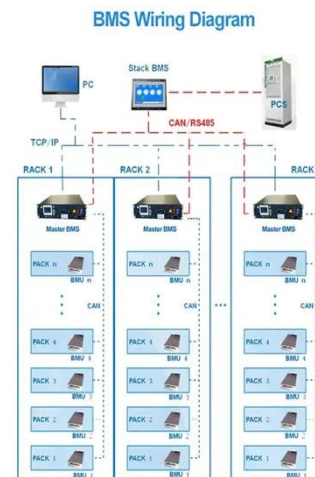 BMS Wiring Diagram
Stack BMS
PC
PCS
CAN/RS485
TCP/IP
RACK 1
RACK 2
RACK
Master BMS
Master BMS
Master BMS
PACK n
BMU n
PACK n
BMU n
PACK n
BMU n
CAN
CAN
CAN
PACK 4
BMU 4
PACK 4
BMU 4
PACK 4
BMU 4
PACK 3
BMU 3
PACK 3
BMU 3
PACK 3
BMU
PACK 2
BMU 2
PACK 2
BMU 2
PACK 2
BMU
PACK 1
BMU 1
PACK 1
BMU 1
PACK 1
BMU 1